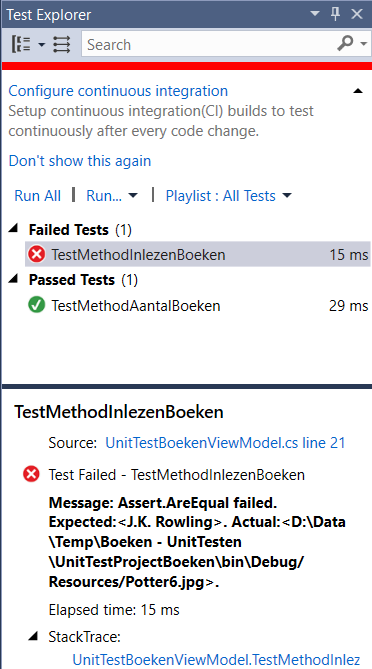 Test Explorer
Search
Configure continuous integration
Setup continuous integration(CI) builds to test
continuously after every code change.
Don't show this again
Run All | Run... | Playlist : All Tests
Failed Tests (1)
TestMethodInlezenBoeken 15 ms
Passed Tests (1)
TestMethodAantalBoeken 29 ms
TestMethodInlezenBoeken
Source: UnitTestBoekenViewModel.cs line 21
Test Failed - TestMethodInlezenBoeken
Message: Assert.AreEqual failed.
Expected:<J.K. Rowling>. Actual:<D:\Data
\Temp\Boeken - UnitTesten
\UnitTestProjectBoeken\bin\Debug/
Resources/Potter6.jpg>.
Elapsed time: 15 ms
StackTrace:
UnitTestBoekenViewModel.TestMethodInlez